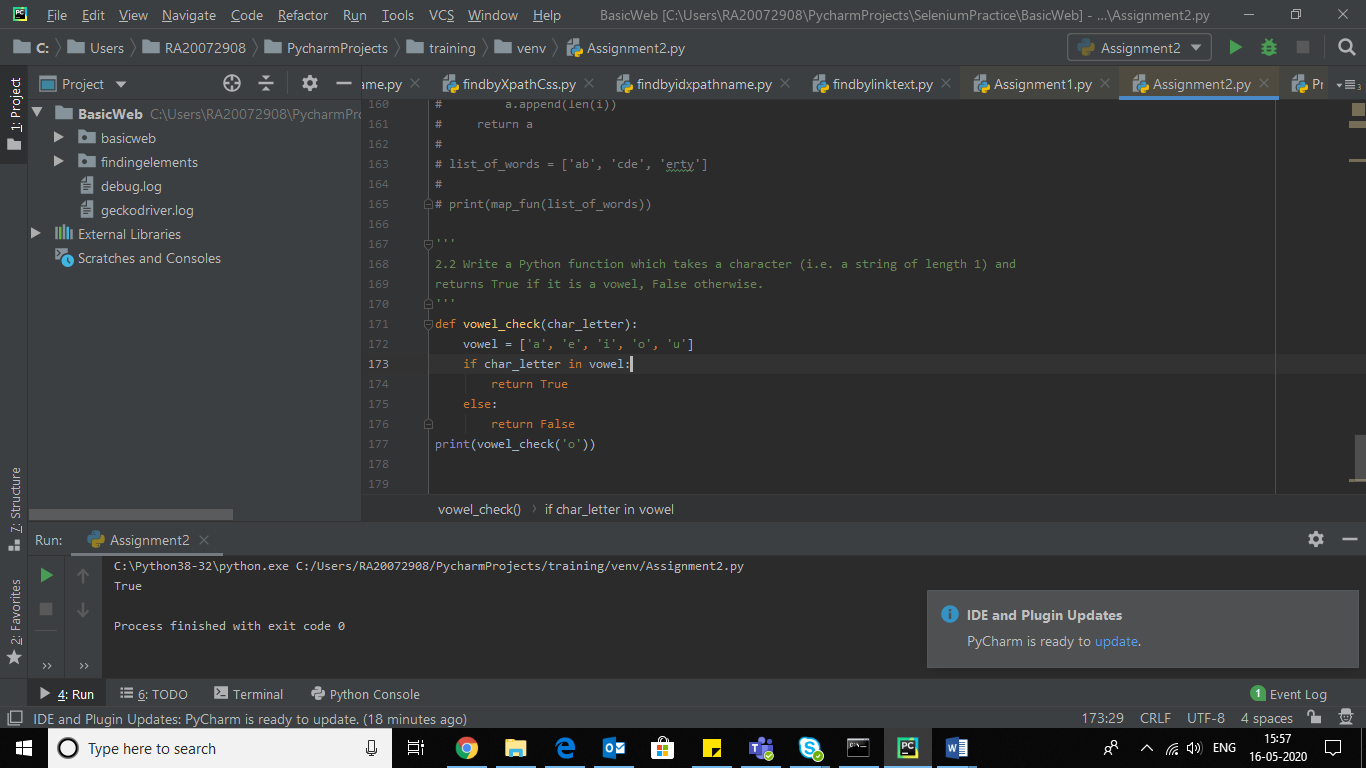 File Edit View Navigate Code Refactor Run Tools VCS Window Help BasicWeb [C:\Users\RA20072908\PycharmProjects\SeleniumPractice\BasicWeb] - ...\Assignment2.py
C: Users RA20072908 PycharmProjects training venv Assignment2.py Assignment2
1: Project
Project
ame.py findbyXpathCss.py findbyidxpathname.py findbylinktext.py Assignment1.py Assignment2.py Pr
BasicWeb C:\Users\RA20072908\PycharmPr
basicweb
findingelements
debug.log
geckodriver.log
External Libraries
Scratches and Consoles
160 # a.append(len(i))
161 # return a
162 #
163 # list_of_words = ['ab', 'cde', 'erty']
164 #
165 # print(map_fun(list_of_words))
166
167 '''
168 2.2 Write a Python function which takes a character (i.e. a string of length 1) and
169 returns True if it is a vowel, False otherwise.
170 '''
171 def vowel_check(char_letter):
172 vowel = ['a', 'e', 'i', 'o', 'u']
173 if char_letter in vowel:
174 return True
175 else:
176 return False
177 print(vowel_check('o'))
178
179
vowel_check() if char_letter in vowel
7: Structure
2: Favorites
Run: Assignment2
C:\Python38-32\python.exe C:/Users/RA20072908/PycharmProjects/training/venv/Assignment2.py
True
Process finished with exit code 0
IDE and Plugin Updates
PyCharm is ready to update.
4: Run 6: TODO Terminal Python Console 1 Event Log
IDE and Plugin Updates: PyCharm is ready to update. (18 minutes ago) 173:29 CRLF UTF-8 4 spaces
Type here to search
ENG
15:57
16-05-2020